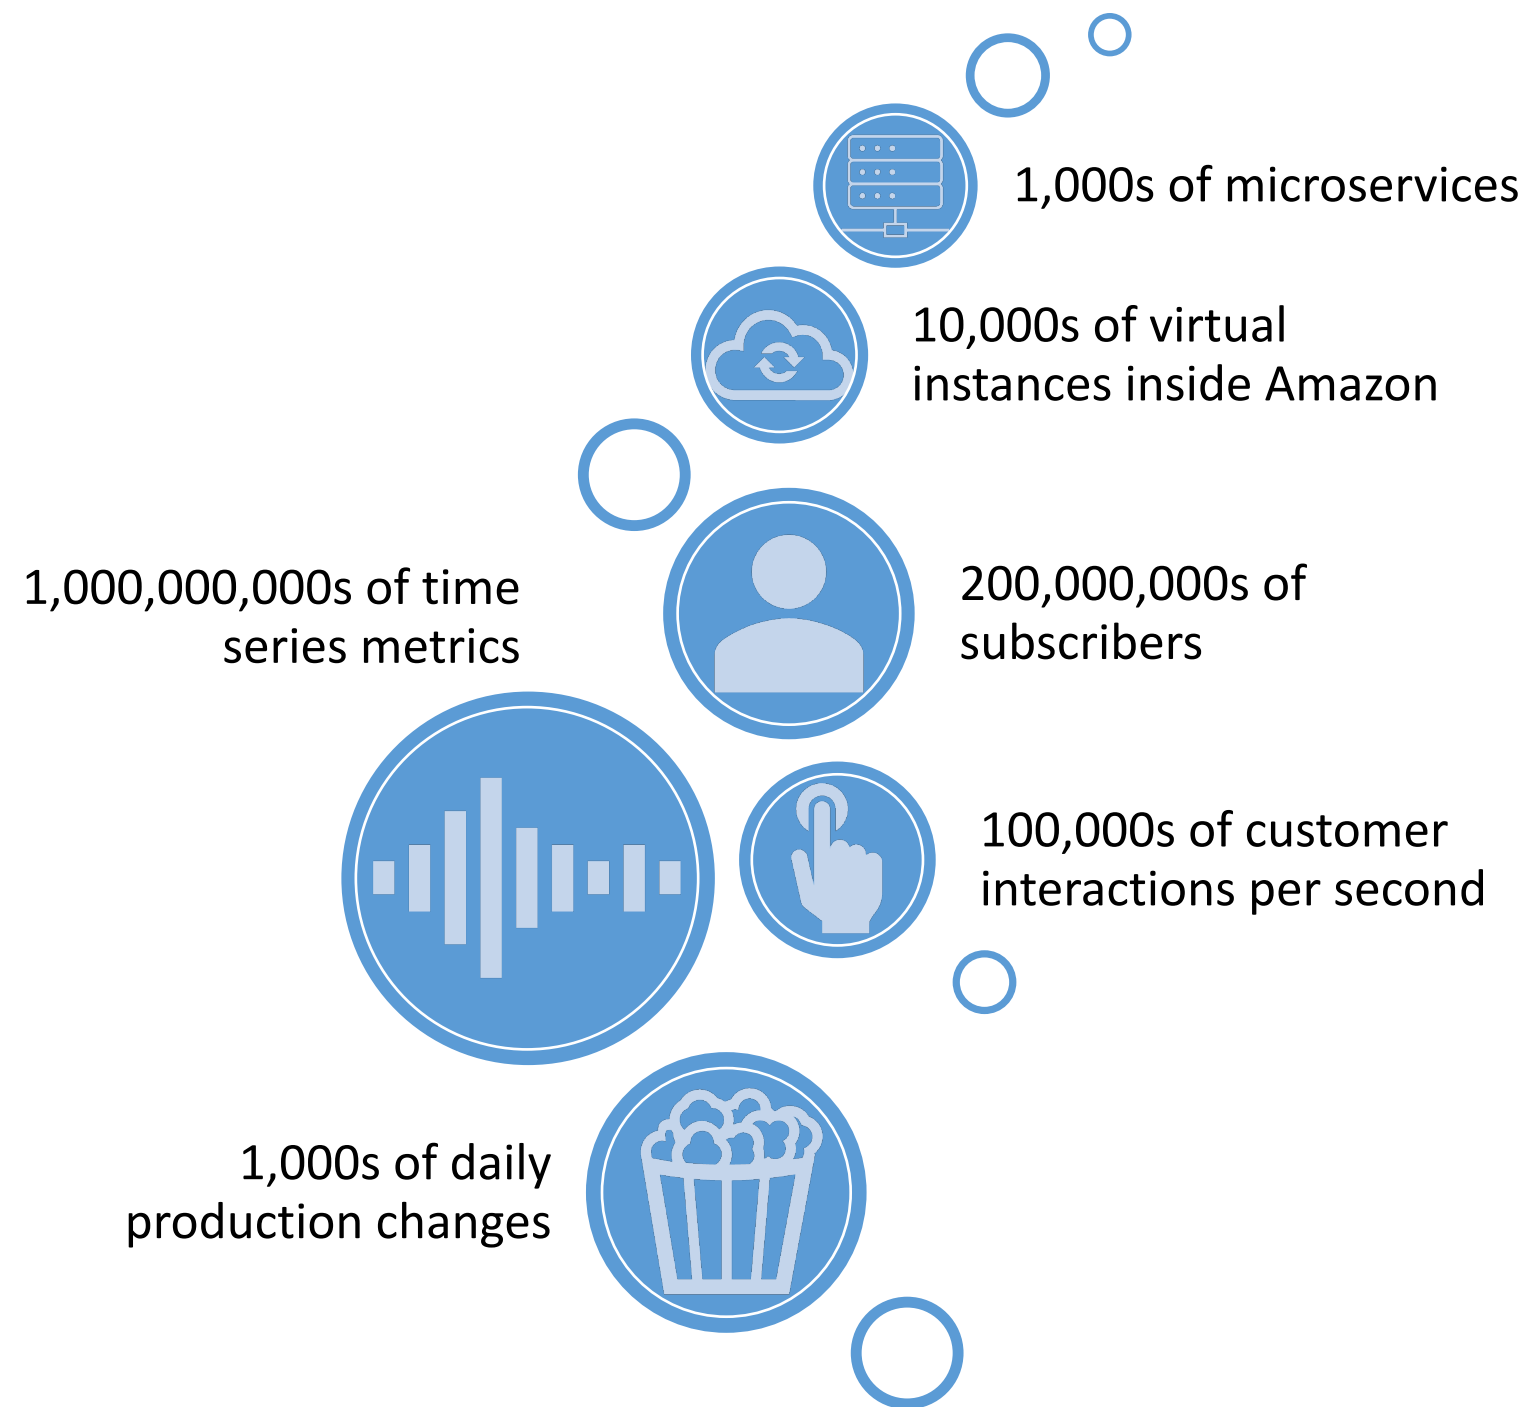 1,000s of microservices
10,000s of virtual
instances inside Amazon
1,000,000,000s of time
series metrics
200,000,000s of
subscribers
100,000s of customer
interactions per second
1,000s of daily
production changes